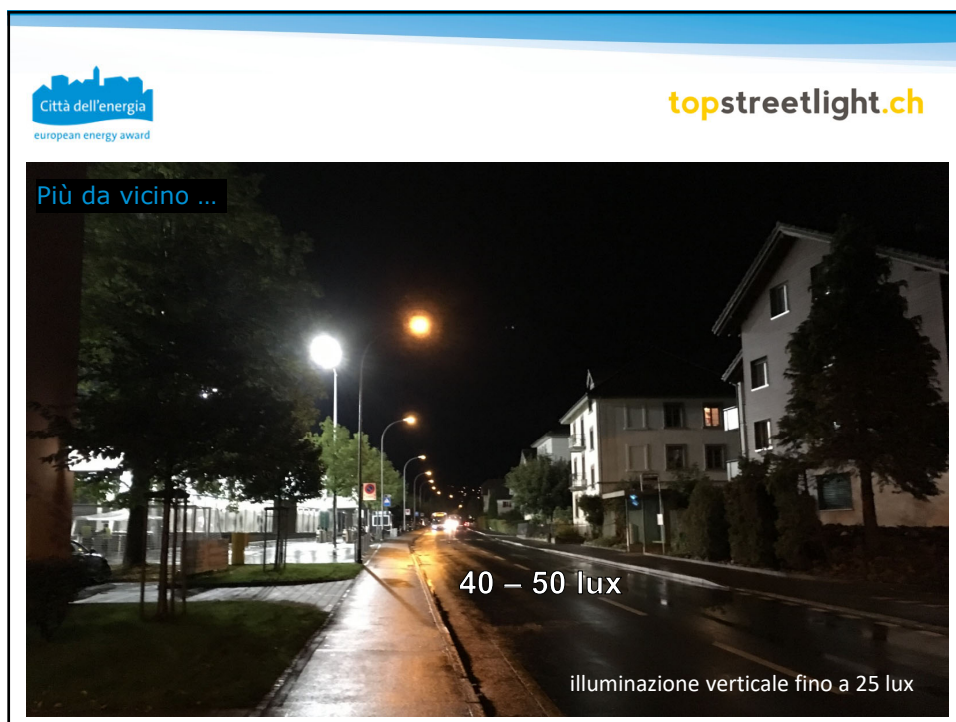 Città dell'energia
european energy award
topstreetlight.ch
Più da vicino ...
40 – 50 lux
illuminazione verticale fino a 25 lux